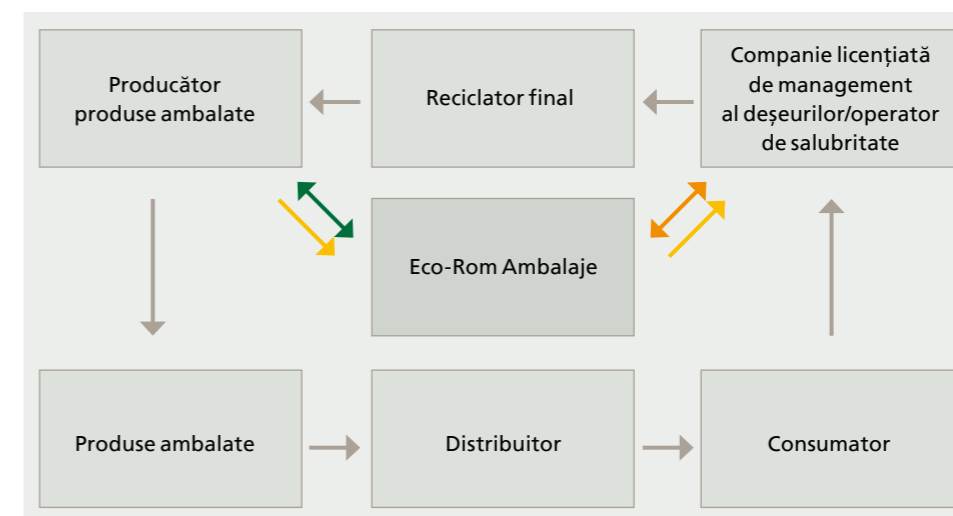 Producător
produse ambalate
Reciclator final
Companie licențiată
de management
al deșeurilor/operator
de salubritate
Eco-Rom Ambalaje
Produse ambalate
Distribuitor
Consumator